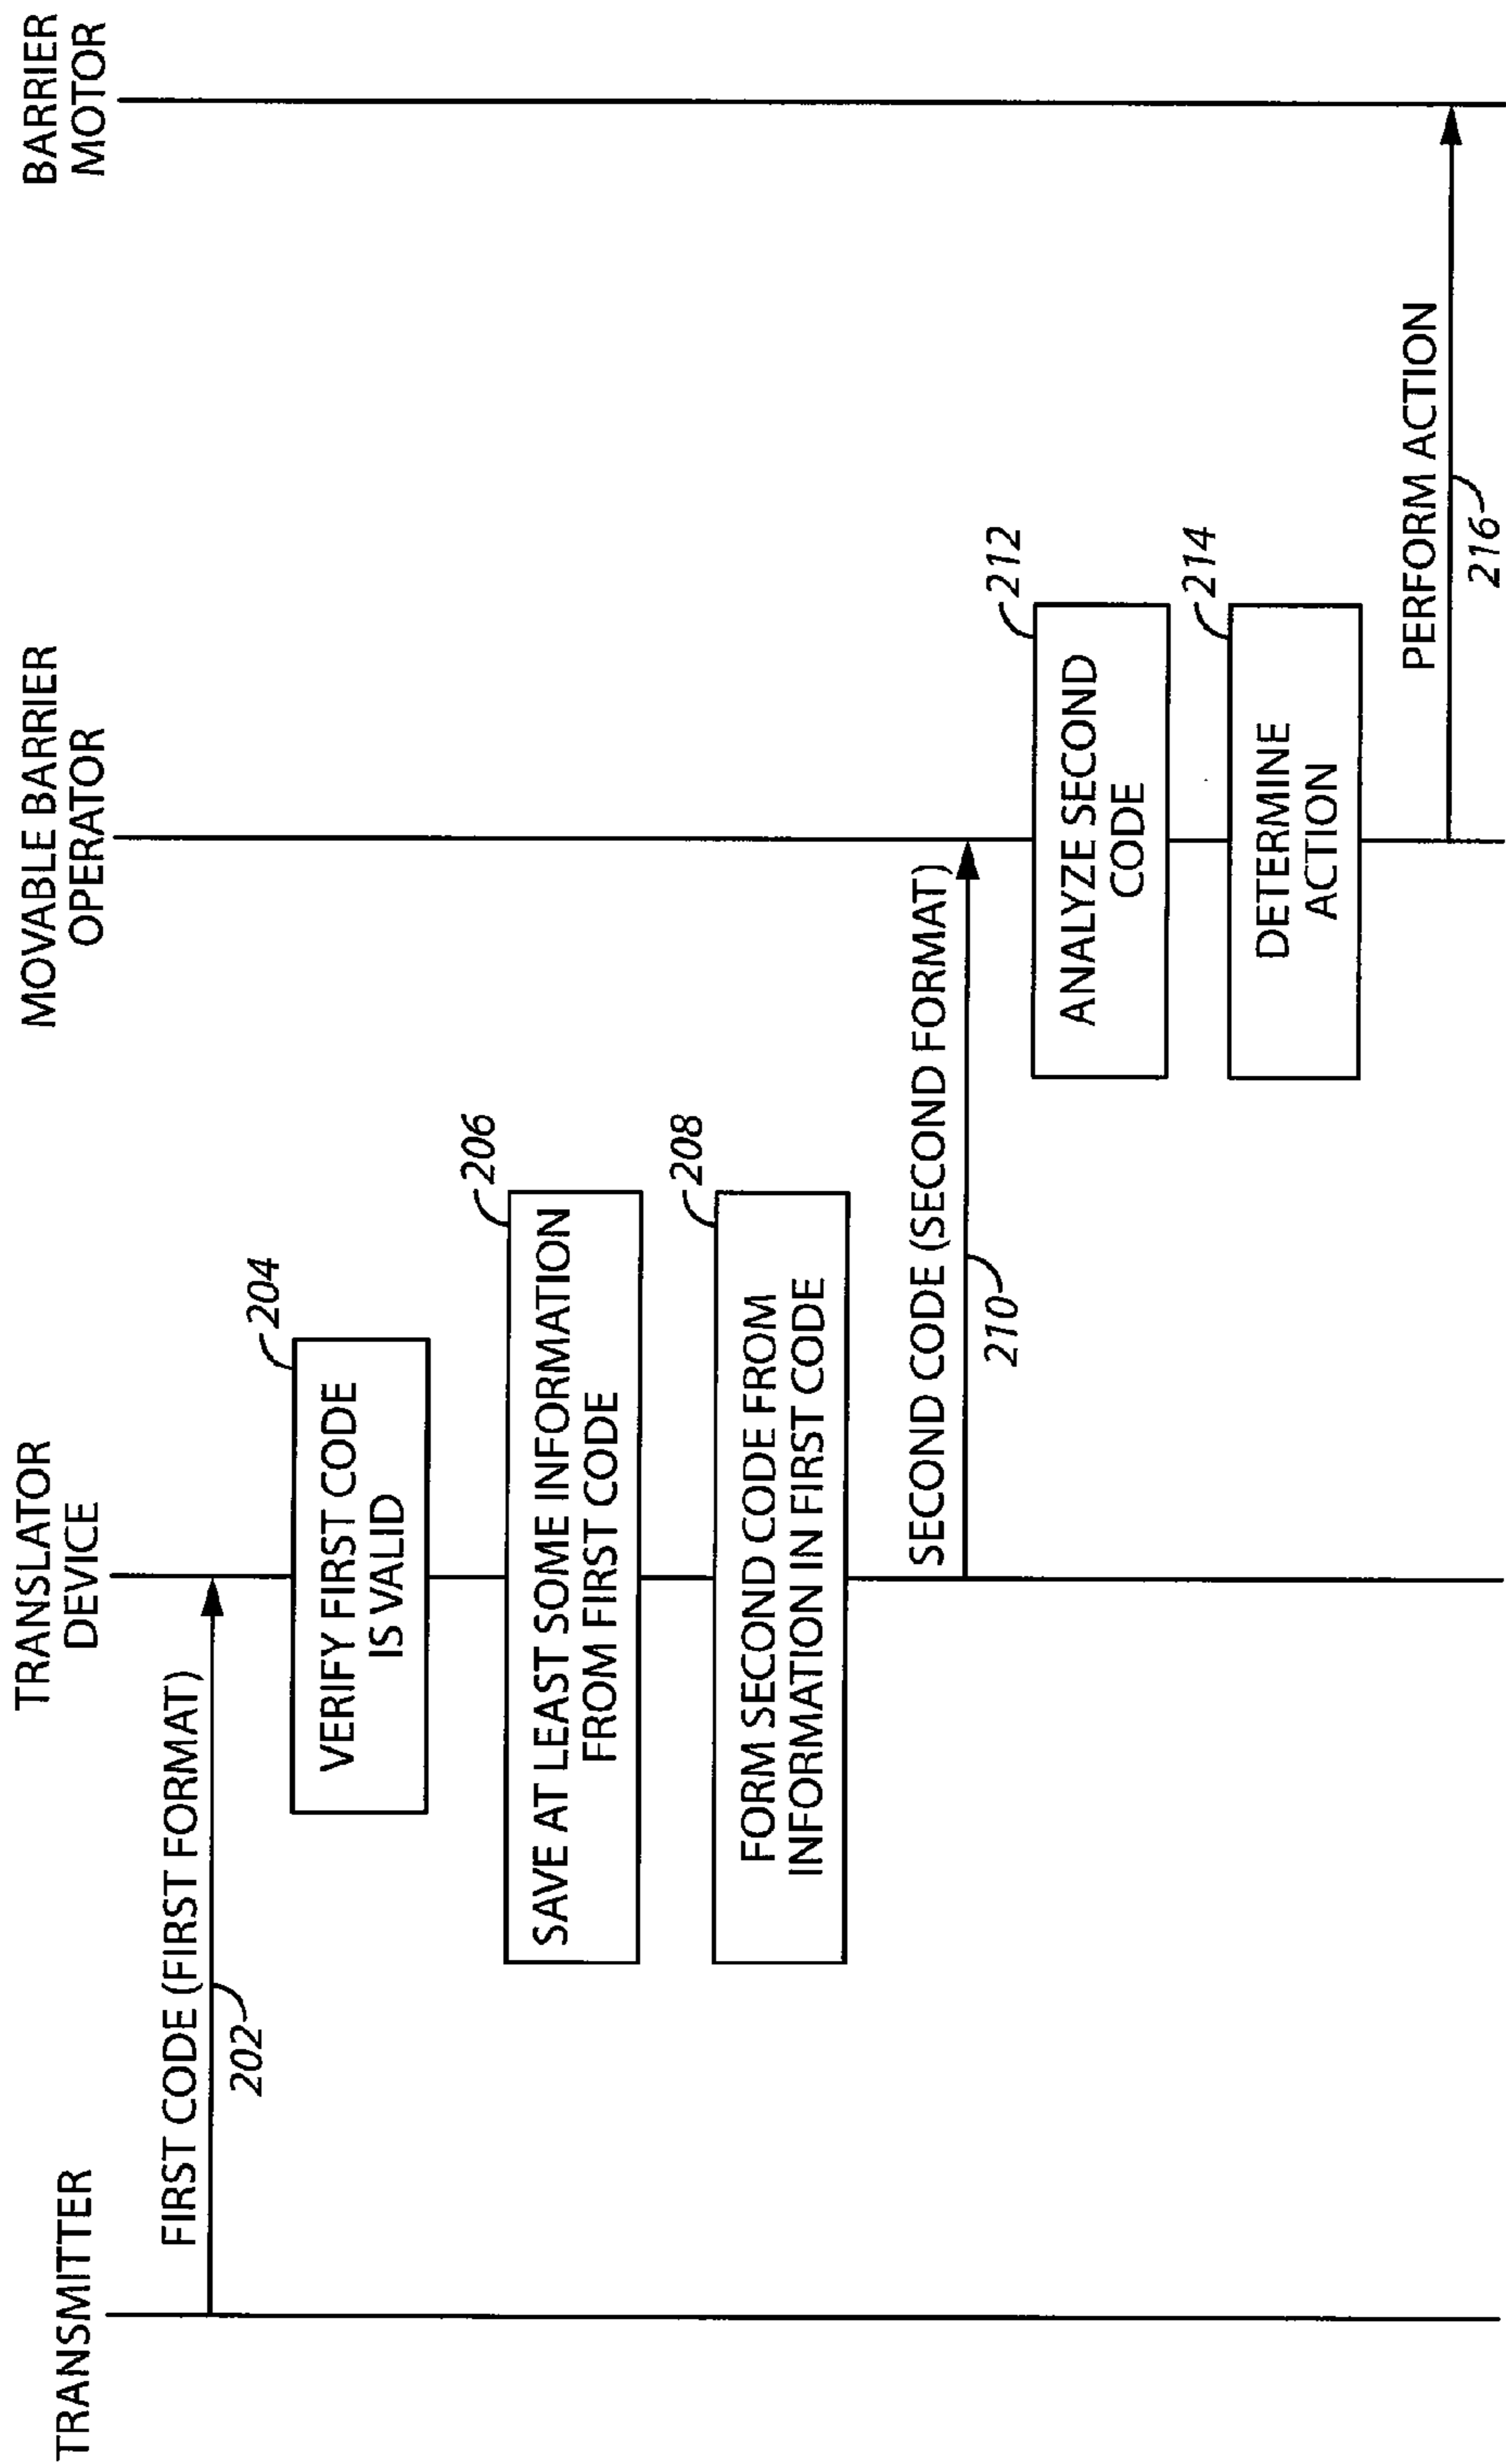 TRANSMITTER
TRANSLATOR
DEVICE
MOVABLE BARRIER
OPERATOR
BARRIER
MOTOR
FIRST CODE (FIRST FORMAT)
202
204
VERIFY FIRST CODE
IS VALID
206
SAVE AT LEAST SOME INFORMATION
FROM FIRST CODE
208
FORM SECOND CODE FROM
INFORMATION IN FIRST CODE
SECOND CODE (SECOND FORMAT)
210
212
ANALYZE SECOND
CODE
214
DETERMINE
ACTION
PERFORM ACTION
216